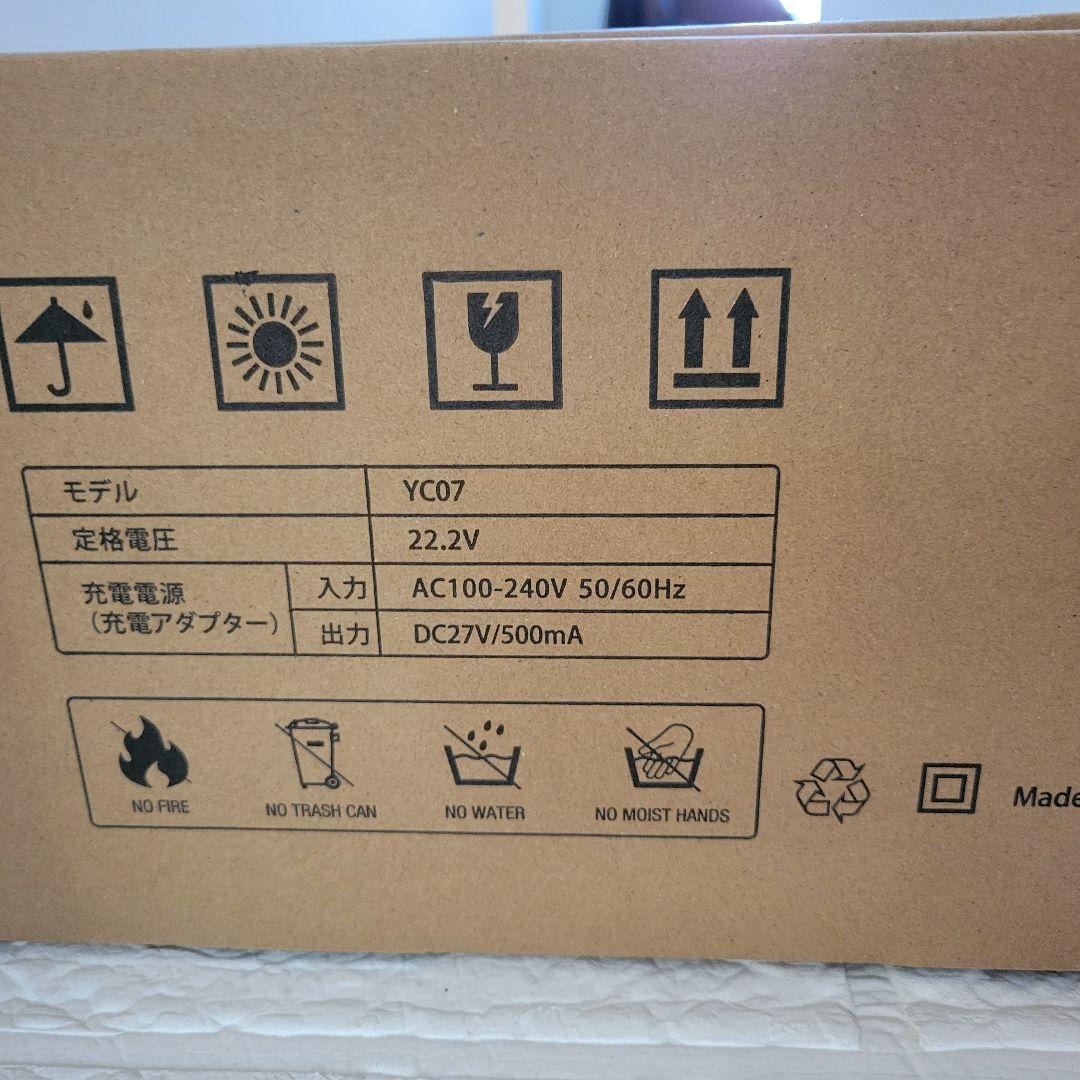 モデル YC07
定格電圧 22.2V
充電電源
（充電アダプター）
入力 AC100-240V 50/60Hz
出力 DC27V/500mA
NO FIRE NO TRASH CAN NO WATER NO MOIST HANDS
Made